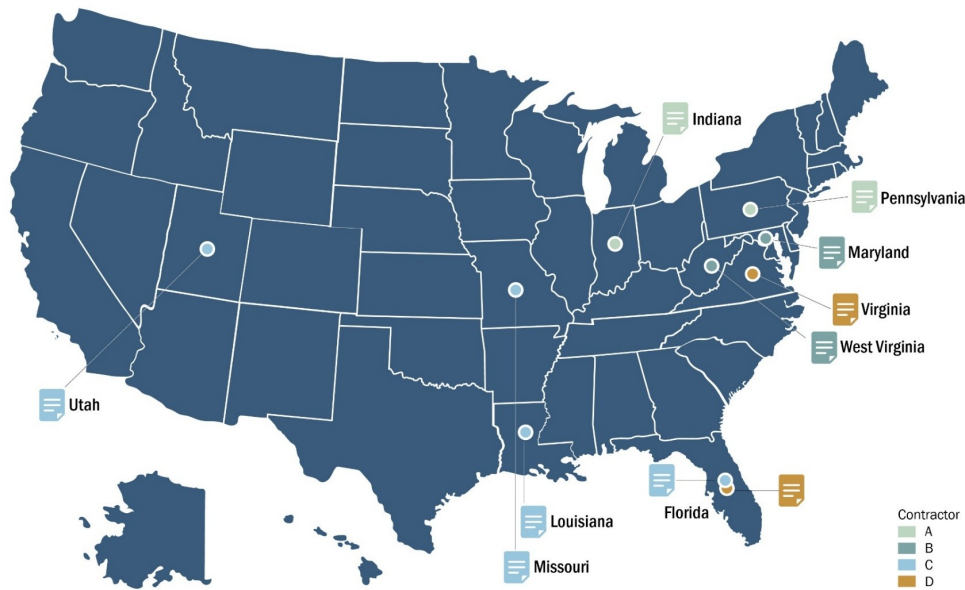 Indiana
Pennsylvania
Maryland
Virginia
West Virginia
Utah
Florida
Louisiana
Missouri
Contractor
A
B
C
D